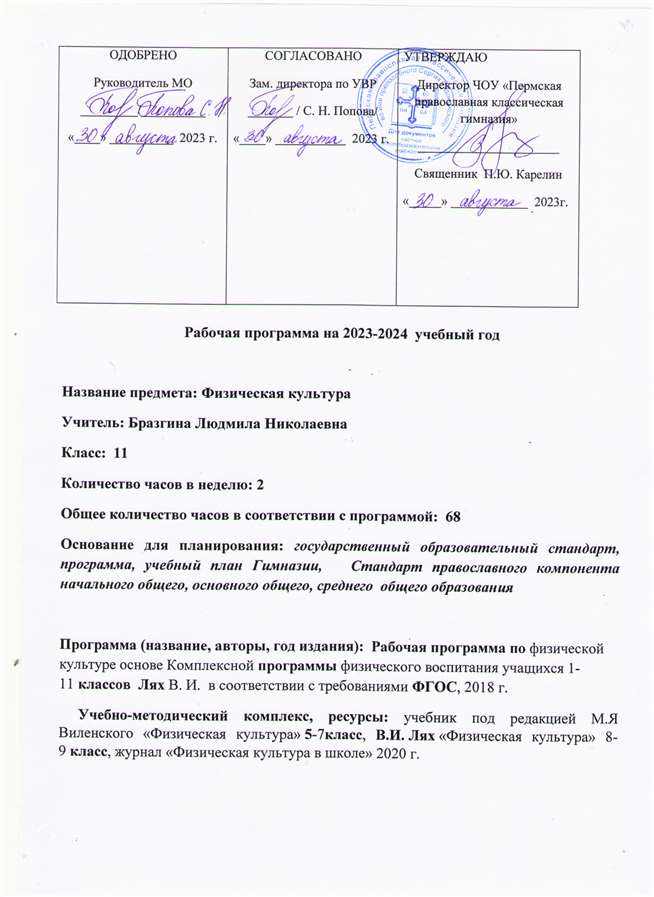 ОДОБРЕНО
Руководитель МО
Попова С. Н.
«30» августа 2023 г.
СОГЛАСОВАНО
Зам. директора по УВР
/ С. Н. Попова/
«30» августа 2023 г.
УТВЕРЖДАЮ
Директор ЧОУ «Пермская
православная классическая
гимназия»
Священник П.Ю. Карелин
«30» августа 2023г.
Для документов
Рабочая программа на 2023-2024 учебный год
Название предмета: Физическая культура
Учитель: Бразгина Людмила Николаевна
Класс: 11
Количество часов в неделю: 2
Общее количество часов в соответствии с программой: 68
Основание для планирования: государственный образовательный стандарт,
программа, учебный план Гимназии, Стандарт православного компонента
начального общего, основного общего, среднего общего образования
Программа (название, авторы, год издания): Рабочая программа по физической
культуре основе Комплексной программы физического воспитания учащихся 1-
11 классов Лях В. И. в соответствии с требованиями ФГОС, 2018 г.
Учебно-методический комплекс, ресурсы: учебник под редакцией М.Я
Виленского «Физическая культура» 5-7класс, В.И. Лях «Физическая культура» 8-
9 класс, журнал «Физическая культура в школе» 2020 г.